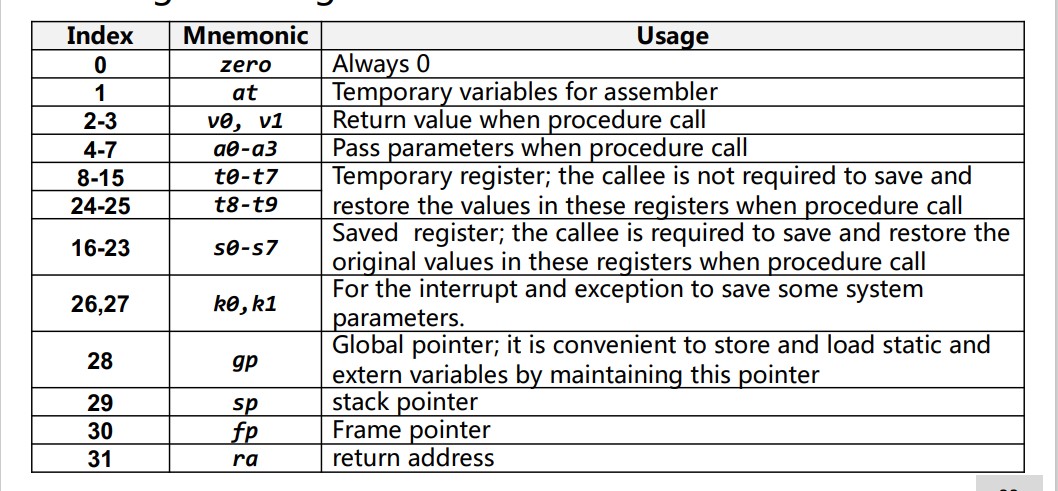 Index Mnemonic Usage
0 zero Always 0
1 at Temporary variables for assembler
2-3 v0, v1 Return value when procedure call
4-7 a0-a3 Pass parameters when procedure call
8-15 t0-t7 Temporary register; the callee is not required to save and
24-25 t8-t9 restore the values in these registers when procedure call
16-23 s0-s7 Saved register; the callee is required to save and restore the
original values in these registers when procedure call
26,27 k0,k1 For the interrupt and exception to save some system
parameters.
28 gp Global pointer; it is convenient to store and load static and
extern variables by maintaining this pointer
29 sp stack pointer
30 fp Frame pointer
31 ra return address